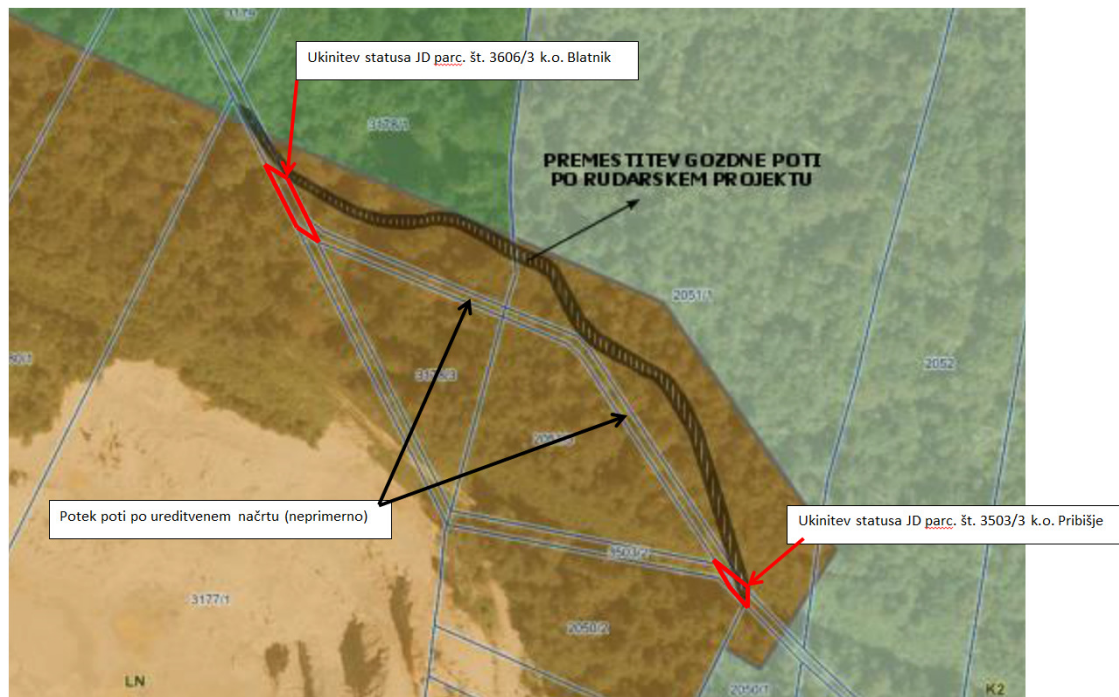 Ukinitev statusa JD parc. št. 3606/3 k.o. Blatnik
3178/1
PREMESTITEV GOZDNE POTI
PO RUDARSKEM PROJEKTU
2051/1
2052
Potek poti po ureditvenem načrtu (neprimerno)
Ukinitev statusa JD parc. št. 3503/3 k.o. Pribišje
3503/2
3177/1
2050/2
LN
2050/1
K2